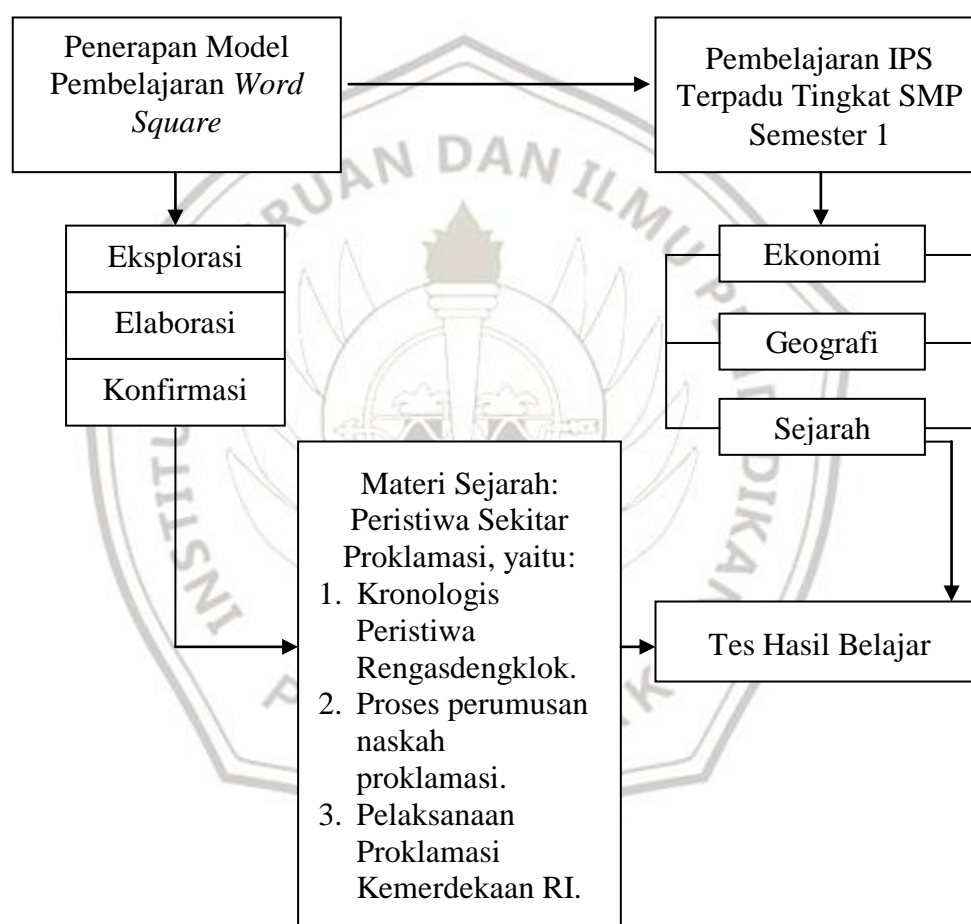 Penerapan Model
Pembelajaran Word
Square
Pembelajaran IPS
Terpadu Tingkat SMP
Semester 1
Eksplorasi
Elaborasi
Konfirmasi
Ekonomi
Geografi
Sejarah
Materi Sejarah:
Peristiwa Sekitar
Proklamasi, yaitu:
1. Kronologis
Peristiwa
Rengasdengklok.
2. Proses perumusan
naskah
proklamasi.
3. Pelaksanaan
Proklamasi
Kemerdekaan RI.
Tes Hasil Belajar